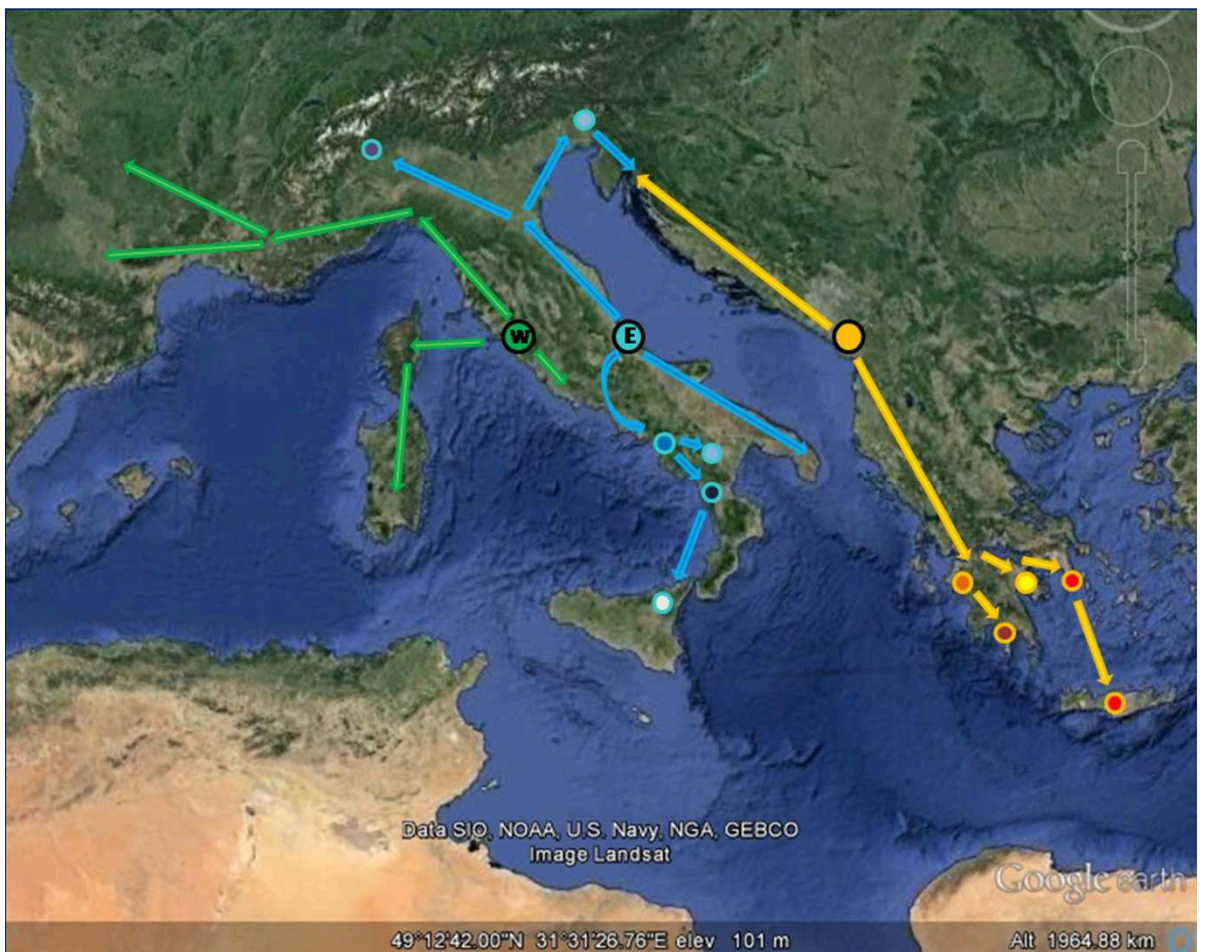 W
E
Data SIO, NOAA, U.S. Navy, NGA, GEBCO
Image Landsat
Google earth
49°12'42.00"N 31°31'26.76"E elev 101 m
Alt 1964.88 km